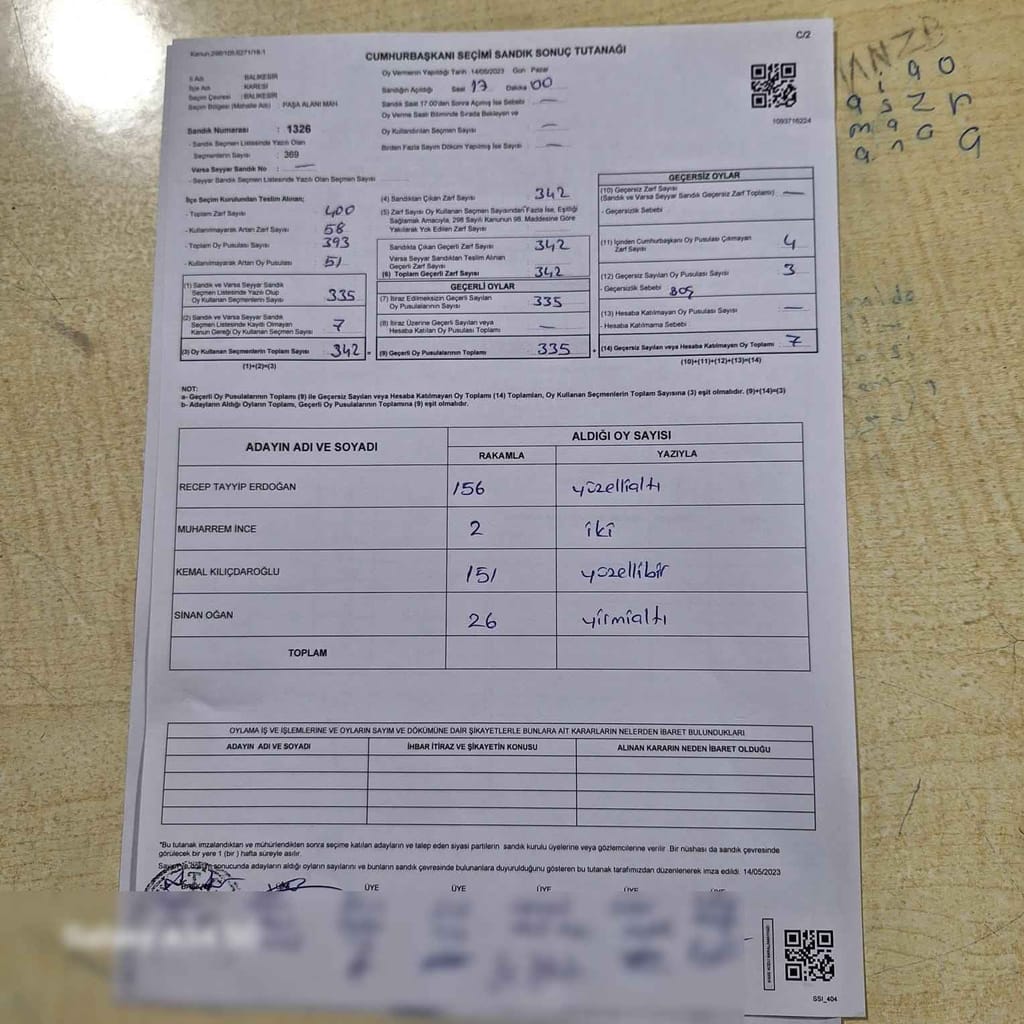 C/2
Kanun:298/105,6271/18-1
CUMHURBAŞKANI SEÇİMİ SANDIK SONUÇ TUTANAĞI
İl Adı : BALIKESİR
İlçe Adı : KARESİ
Seçim Çevresi : BALIKESİR
Seçim Bölgesi (Mahalle Adı) : PAŞA ALANI MAH
Oy Vermenin Yapıldığı Tarih 14/05/2023 Gün Pazar
Sandığın Açıldığı Saat 17 Dakika 00
Sandık Saat 17.00'den Sonra Açılmış İse Sebebi —
Oy Verme Saati Bitiminde Sırada Bekleyen ve
Oy Kullandırılan Seçmen Sayısı —
Birden Fazla Sayım Döküm Yapılmış İse Sayısı —
1093716224
Sandık Numarası : 1326
- Sandık Seçmen Listesinde Yazılı Olan
Seçmenlerin Sayısı : 369
Varsa Seyyar Sandık No : —
- Seyyar Sandık Seçmen Listesinde Yazılı Olan Seçmen Sayısı
İlçe Seçim Kurulundan Teslim Alınan;
- Toplam Zarf Sayısı 400
- Kullanılmayarak Artan Zarf Sayısı 58
- Toplam Oy Pusulası Sayısı 393
- Kullanılmayarak Artan Oy Pusulası 51
(1) Sandık ve Varsa Seyyar Sandık
Seçmen Listesinde Yazılı Olup
Oy Kullanan Seçmenlerin Sayısı 335
(2) Sandık ve Varsa Seyyar Sandık
Seçmen Listesinde Kayıtlı Olmayan
Kanun Gereği Oy Kullanan Seçmen Sayısı 7
(3) Oy Kullanan Seçmenlerin Toplam Sayısı 342 =
(1)+(2)=(3)
(4) Sandıktan Çıkan Zarf Sayısı 342
(5) Zarf Sayısı Oy Kullanan Seçmen Sayısından Fazla İse, Eşitliği
Sağlamak Amacıyla, 298 Sayılı Kanunun 98. Maddesine Göre
Yakılarak Yok Edilen Zarf Sayısı
Sandıkta Çıkan Geçerli Zarf Sayısı 342
Varsa Seyyar Sandıktan Teslim Alınan
Geçerli Zarf Sayısı
(6) Toplam Geçerli Zarf Sayısı 342
GEÇERLİ OYLAR
(7) İtiraz Edilmeksizin Geçerli Sayılan
Oy Pusulalarının Sayısı 335
(8) İtiraz Üzerine Geçerli Sayılan veya
Hesaba Katılan Oy Pusulası Toplamı —
(9) Geçerli Oy Pusulalarının Toplamı 335 +
GEÇERSİZ OYLAR
(10) Geçersiz Zarf Sayısı
(Sandık ve Varsa Seyyar Sandık Geçersiz Zarf Toplamı) —
- Geçersizlik Sebebi
(11) İçinden Cumhurbaşkanı Oy Pusulası Çıkmayan
Zarf Sayısı 4
(12) Geçersiz Sayılan Oy Pusulası Sayısı 3
- Geçersizlik Sebebi boş
(13) Hesaba Katılmayan Oy Pusulası Sayısı —
- Hesaba Katılmama Sebebi
(14) Geçersiz Sayılan veya Hesaba Katılmayan Oy Toplamı 7
(10)+(11)+(12)+(13)=(14)
NOT:
a- Geçerli Oy Pusulalarının Toplamı (9) ile Geçersiz Sayılan veya Hesaba Katılmayan Oy Toplamı (14) Toplamları, Oy Kullanan Seçmenlerin Toplam Sayısına (3) eşit olmalıdır. (9)+(14)=(3)
b- Adayların Aldığı Oyların Toplamı, Geçerli Oy Pusulalarının Toplamına (9) eşit olmalıdır.
ADAYIN ADI VE SOYADI ALDIĞI OY SAYISI
RAKAMLA YAZIYLA
RECEP TAYYİP ERDOĞAN 156 yüzellialtı
MUHARREM İNCE 2 iki
KEMAL KILIÇDAROĞLU 151 yüzellibir
SİNAN OĞAN 26 yirmialtı
TOPLAM
OYLAMA İŞ VE İŞLEMLERİNE VE OYLARIN SAYIM VE DÖKÜMÜNE DAİR ŞİKAYETLERLE BUNLARA AİT KARARLARIN NELERDEN İBARET BULUNDUKLARI
ADAYIN ADI VE SOYADI İHBAR İTİRAZ VE ŞİKAYETİN KONUSU ALINAN KARARIN NEDEN İBARET OLDUĞU
*Bu tutanak imzalandıktan ve mühürlendikten sonra seçime katılan adayların ve talep eden siyasi partilerin sandık kurulu üyelerine veya gözlemcilerine verilir. Bir nüshası da sandık çevresinde
görülecek bir yere 1 (bir) hafta süreyle asılır.
sonucunda adayların aldığı oyların sayılarını ve bunların sandık çevresinde bulunanlara duyurulduğunu gösteren bu tutanak tarafımızdan düzenlenerek imza edildi. 14/05/2023
ÜYE ÜYE ÜYE ÜYE ÜYE
SSI_404